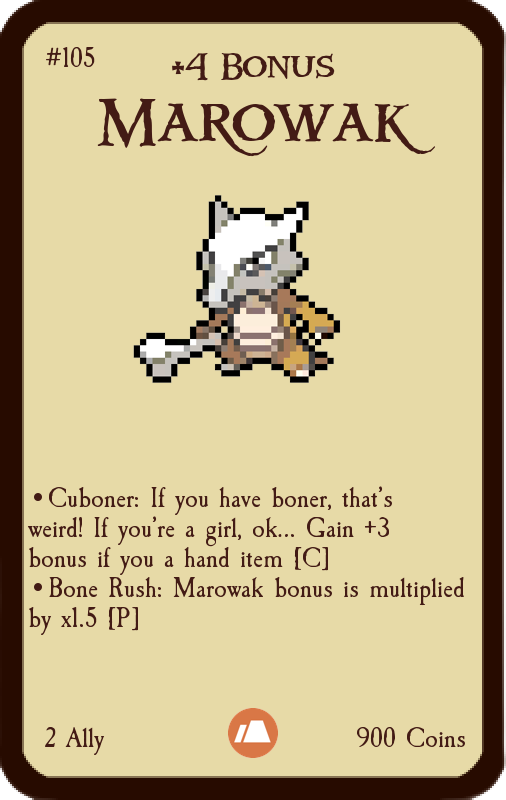 #105
+4 Bonus
Marowak
• Cuboner: If you have boner, that's
weird! If you're a girl, ok... Gain +3
bonus if you a hand item {C]
• Bone Rush: Marowak bonus is multiplied
by x1.5 {P]
2 Ally
900 Coins